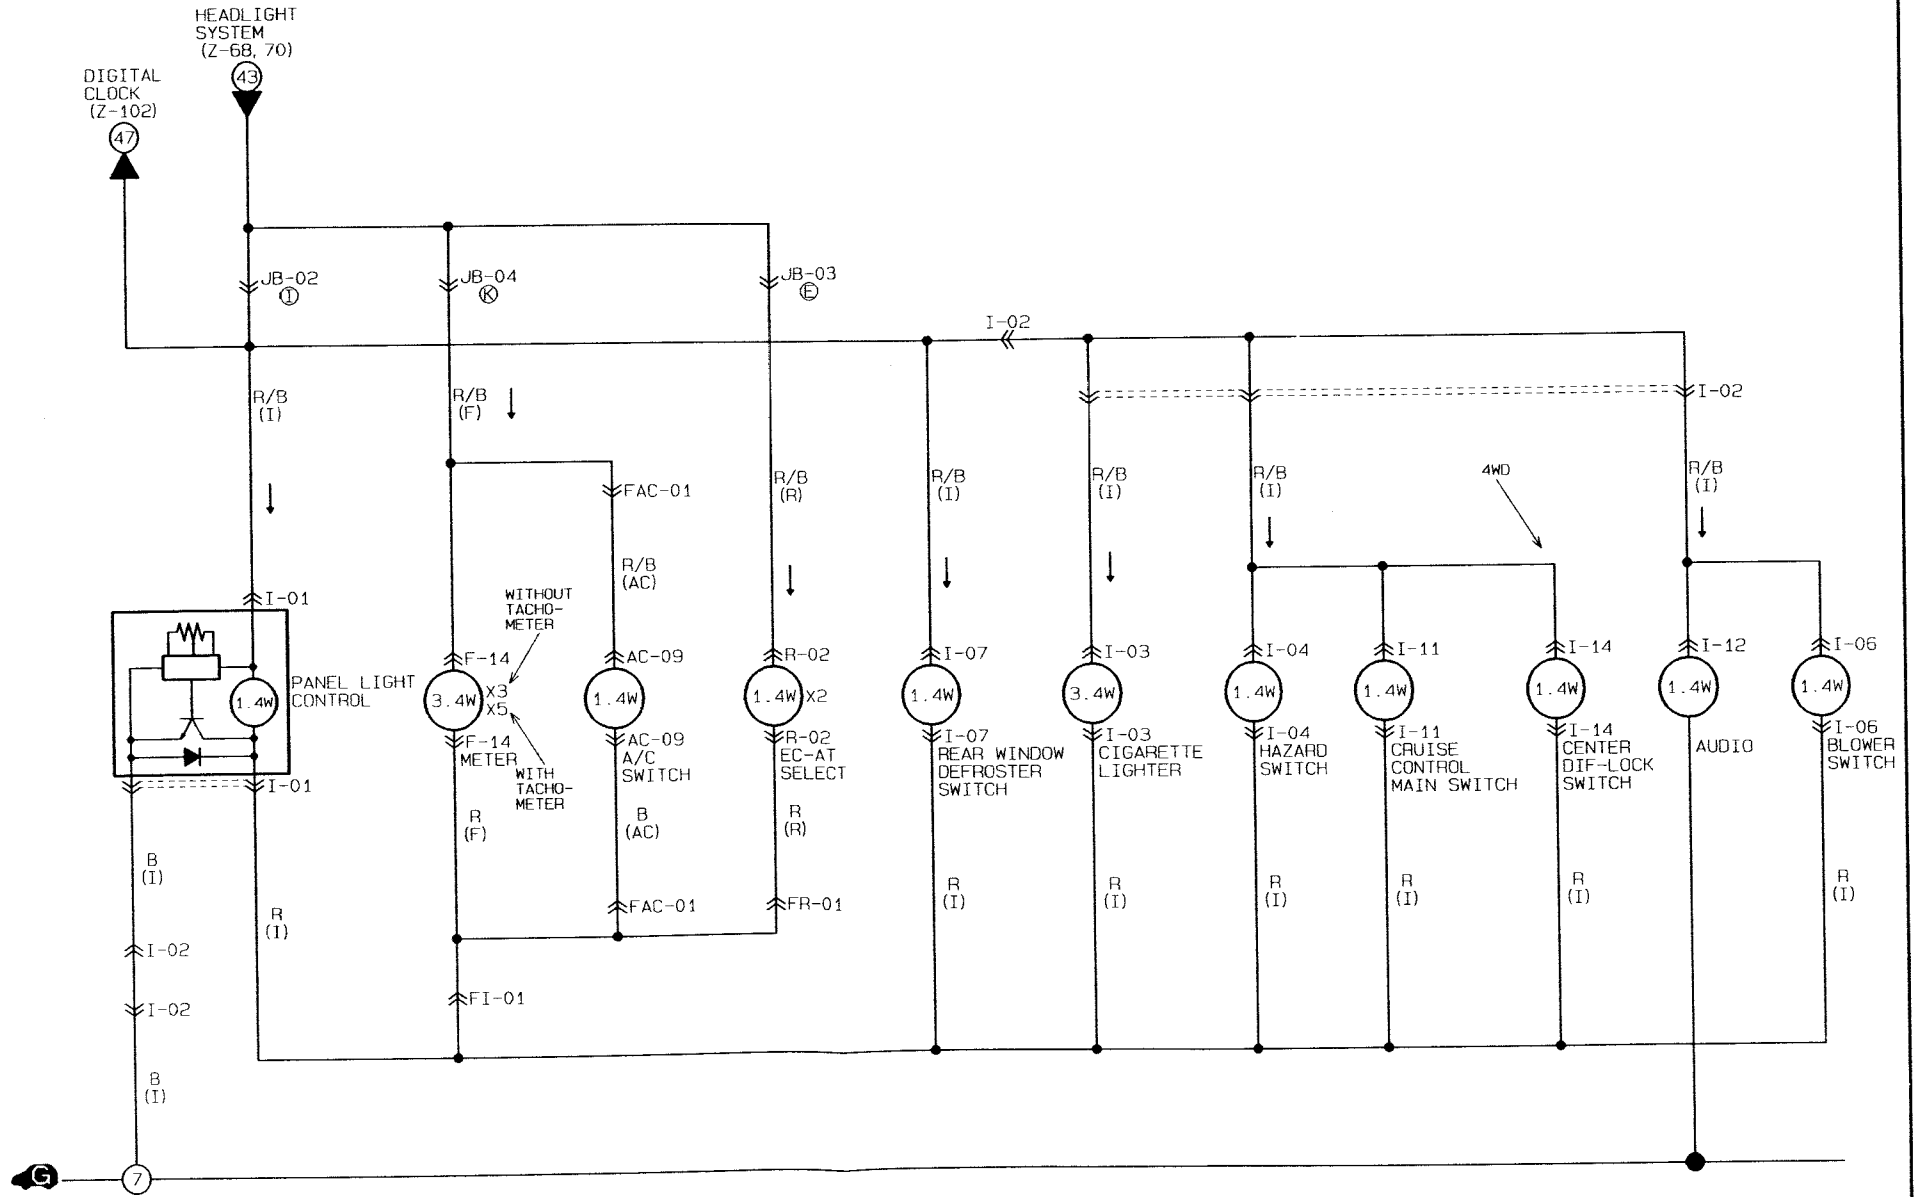 HEADLIGHT
SYSTEM
(Z-68, 70)
43
DIGITAL
CLOCK
(Z-102)
47
JB-02
I
JB-04
K
JB-03
E
I-02
R/B
(I)
R/B
(F)
I-02
R/B
(R)
R/B
(I)
R/B
(I)
R/B
(I)
4WD
R/B
(I)
FAC-01
R/B
(AC)
I-01
WITHOUT
TACHO-
METER
F-14
AC-09
R-02
I-07
I-03
I-04
I-11
I-14
I-12
I-06
PANEL LIGHT
CONTROL
1.4W
3.4W
X3
X5
1.4W
1.4W
X2
1.4W
3.4W
1.4W
1.4W
1.4W
1.4W
1.4W
F-14
METER
WITH
TACHO-
METER
AC-09
A/C
SWITCH
R-02
EC-AT
SELECT
I-07
REAR WINDOW
DEFROSTER
SWITCH
I-03
CIGARETTE
LIGHTER
I-04
HAZARD
SWITCH
I-11
CRUISE
CONTROL
MAIN SWITCH
I-14
CENTER
DIF-LOCK
SWITCH
AUDIO
I-06
BLOWER
SWITCH
I-01
R
(F)
B
(AC)
R
(R)
B
(I)
R
(I)
R
(I)
R
(I)
R
(I)
R
(I)
R
(I)
R
(I)
FAC-01
FR-01
I-02
FI-01
I-02
B
(I)
G
7